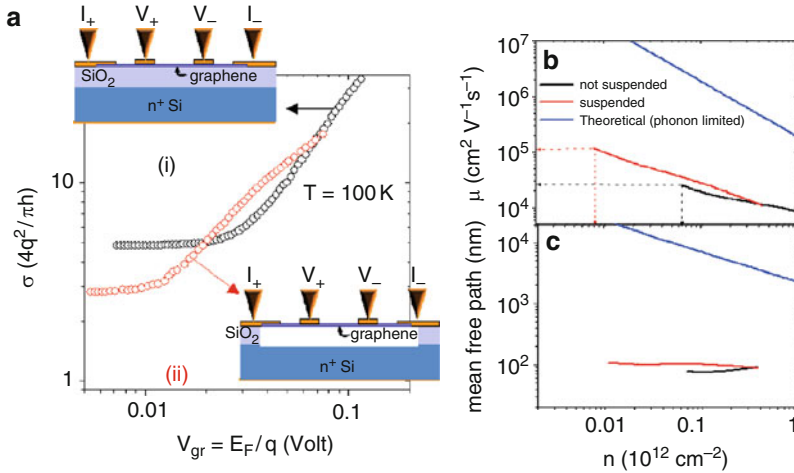 a
I₊ V₊ V₋ I₋
SiO₂ graphene
n⁺ Si
(i)
T = 100 K
10
σ (4q²/πh)
I₊ V₊ V₋ I₋
SiO₂ graphene
n⁺ Si
(ii)
1
0.01 0.1
V_gr = E_F/q (Volt)
b
not suspended
suspended
Theoretical (phonon limited)
10⁷
10⁶
10⁵
10⁴
μ (cm² V⁻¹s⁻¹)
c
10⁴
10³
10²
mean free path (nm)
0.01 0.1 1
n (10¹² cm⁻²)